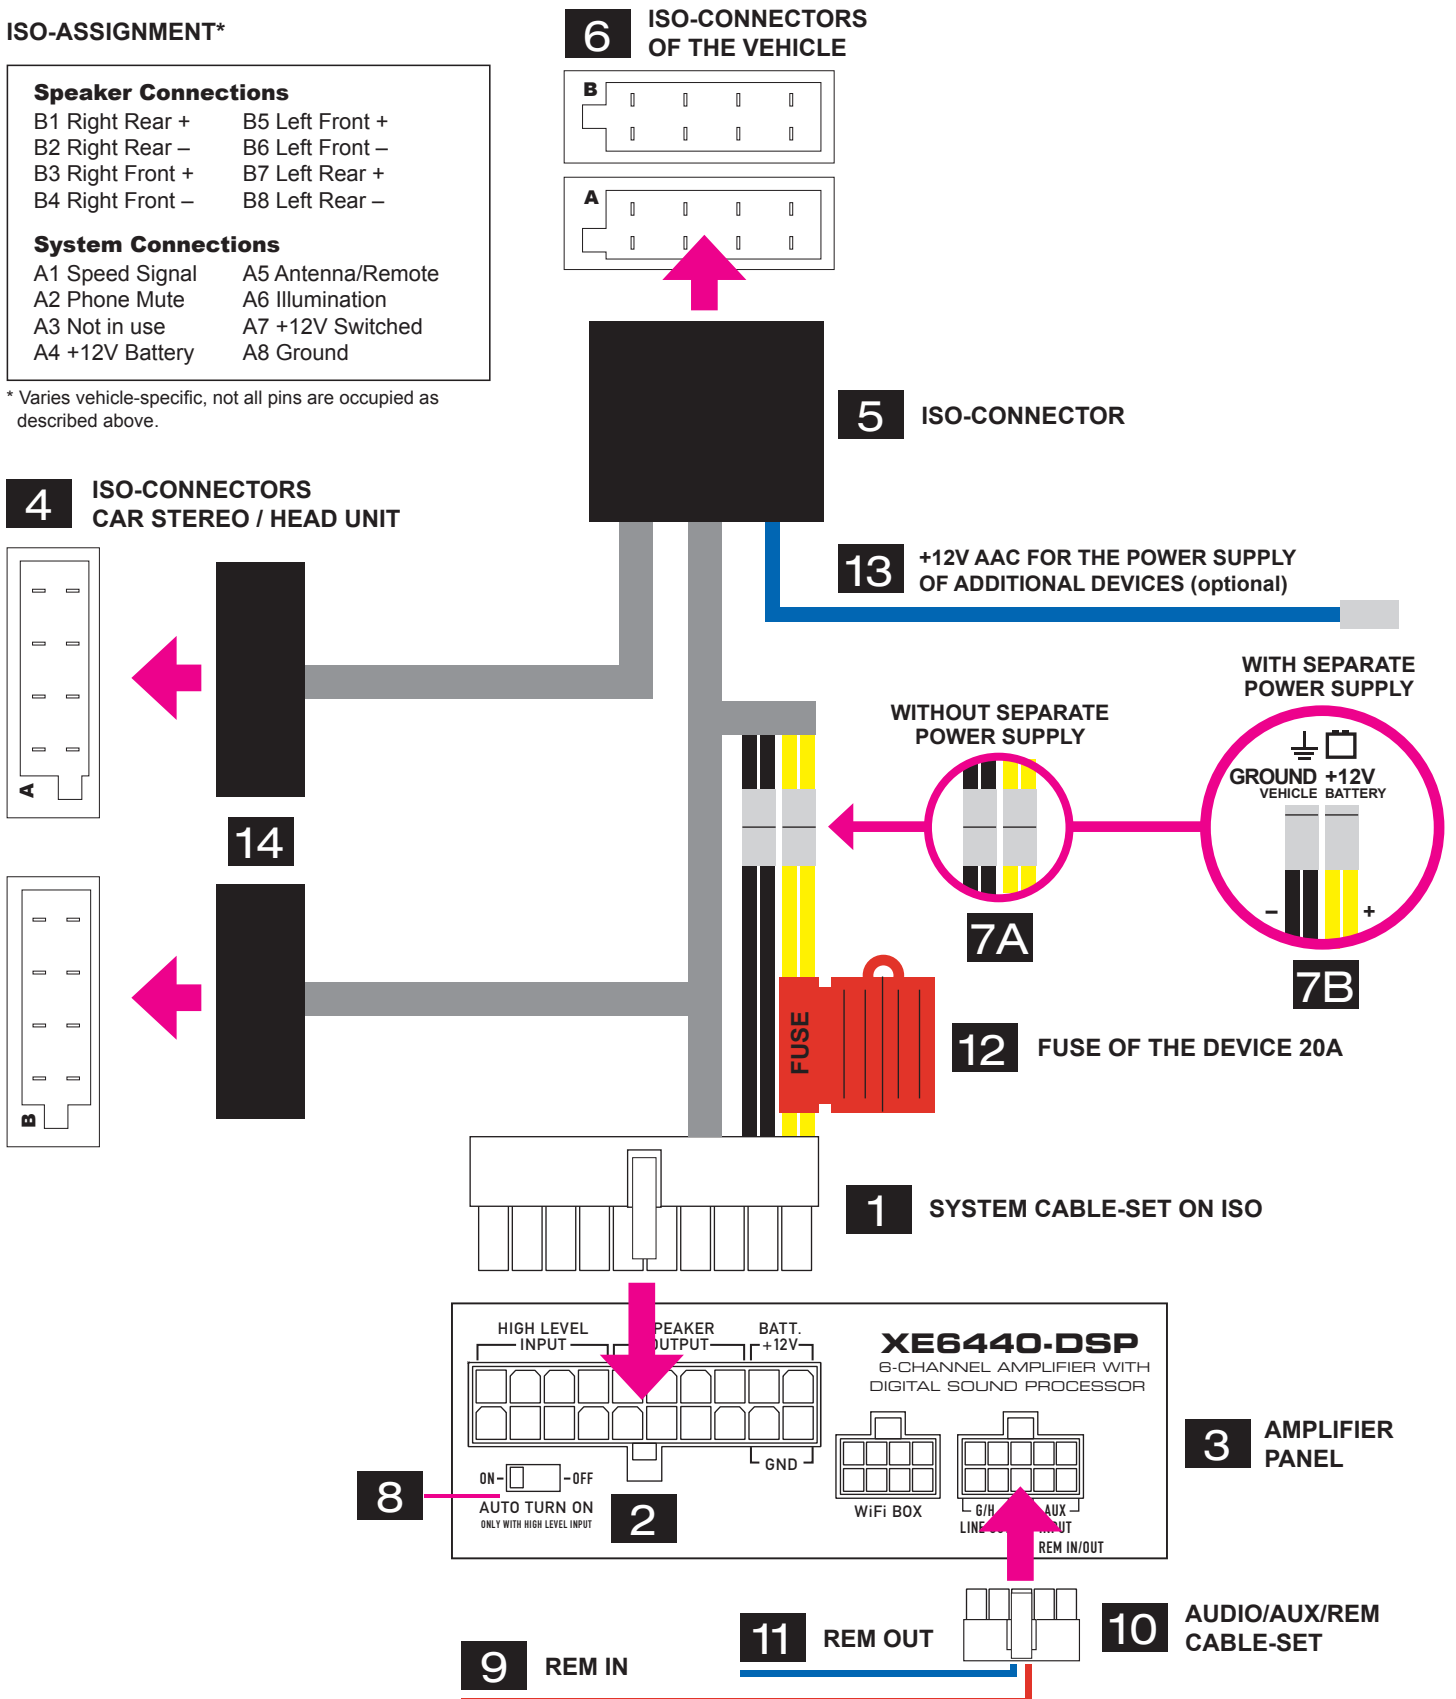 ISO-ASSIGNMENT*
Speaker Connections
B1 Right Rear + B5 Left Front +
B2 Right Rear – B6 Left Front –
B3 Right Front + B7 Left Rear +
B4 Right Front – B8 Left Rear –
System Connections
A1 Speed Signal A5 Antenna/Remote
A2 Phone Mute A6 Illumination
A3 Not in use A7 +12V Switched
A4 +12V Battery A8 Ground
* Varies vehicle-specific, not all pins are occupied as
described above.
6 ISO-CONNECTORS
OF THE VEHICLE
B
A
5 ISO-CONNECTOR
4 ISO-CONNECTORS
CAR STEREO / HEAD UNIT
A
14
B
13 +12V AAC FOR THE POWER SUPPLY
OF ADDITIONAL DEVICES (optional)
WITHOUT SEPARATE
POWER SUPPLY
7A
WITH SEPARATE
POWER SUPPLY
GROUND +12V
VEHICLE BATTERY
– +
7B
FUSE
12 FUSE OF THE DEVICE 20A
1 SYSTEM CABLE-SET ON ISO
HIGH LEVEL
INPUT
BATT.
+12V
GND
XE6440-DSP
6-CHANNEL AMPLIFIER WITH
DIGITAL SOUND PROCESSOR
3 AMPLIFIER
PANEL
8
ON- -OFF
AUTO TURN ON
ONLY WITH HIGH LEVEL INPUT
2
WiFi BOX
G/H AUX
LINE
REM IN/OUT
10 AUDIO/AUX/REM
CABLE-SET
11 REM OUT
9 REM IN